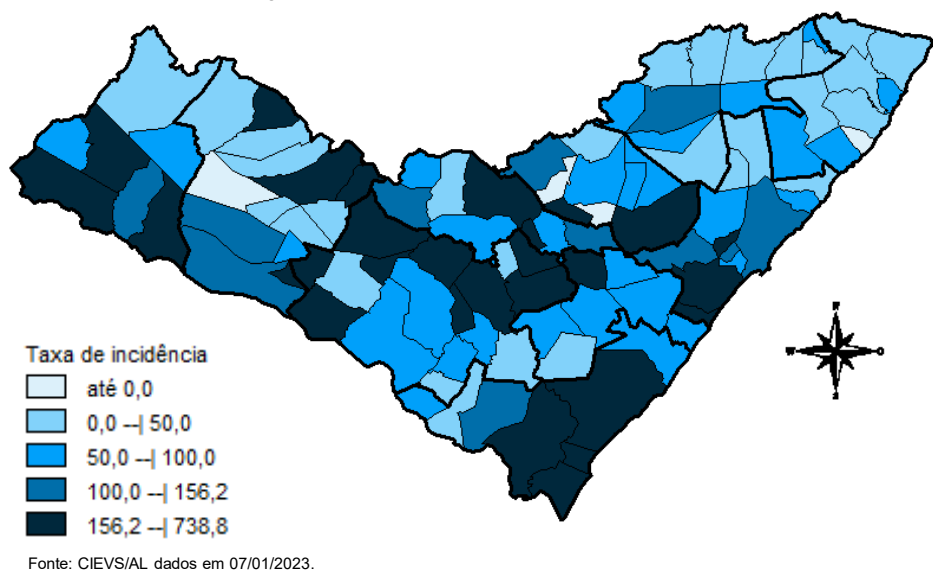 Taxa de incidência
até 0,0
0,0 --| 50,0
50,0 --| 100,0
100,0 --| 156,2
156,2 --| 738,8
Fonte: CIEVS/AL dados em 07/01/2023.